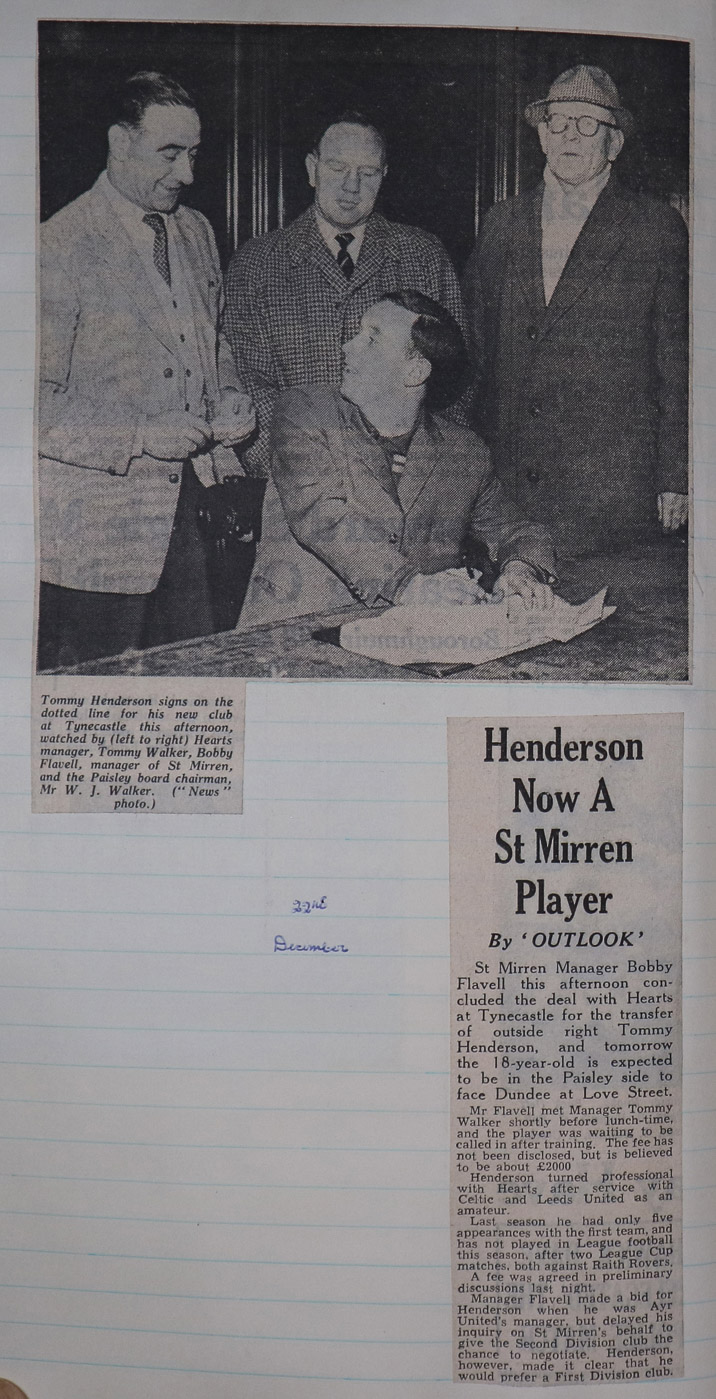 Tommy Henderson signs on the
dotted line for his new club
at Tynecastle this afternoon,
watched by (left to right) Hearts
manager, Tommy Walker, Bobby
Flavell, manager of St Mirren,
and the Paisley board chairman,
Mr W. J. Walker. ("News"
photo.)
22nd
December
Henderson
Now A
St Mirren
Player
By 'OUTLOOK'
St Mirren Manager Bobby
Flavell this afternoon con-
cluded the deal with Hearts
at Tynecastle for the transfer
of outside right Tommy
Henderson, and tomorrow
the 18-year-old is expected
to be in the Paisley side to
face Dundee at Love Street.
Mr Flavell met Manager Tommy
Walker shortly before lunch-time,
and the player was waiting to be
called in after training. The fee has
not been disclosed, but is believed
to be about £2000
Henderson turned professional
with Hearts after service with
Celtic and Leeds United as an
amateur.
Last season he had only five
appearances with the first team, and
has not played in League football
this season, after two League Cup
matches, both against Raith Rovers.
A fee was agreed in preliminary
discussions last night.
Manager Flavell made a bid for
Henderson when he was Ayr
United's manager, but delayed his
inquiry on St Mirren's behalf to
give the Second Division club the
chance to negotiate. Henderson,
however, made it clear that he
would prefer a First Division club.